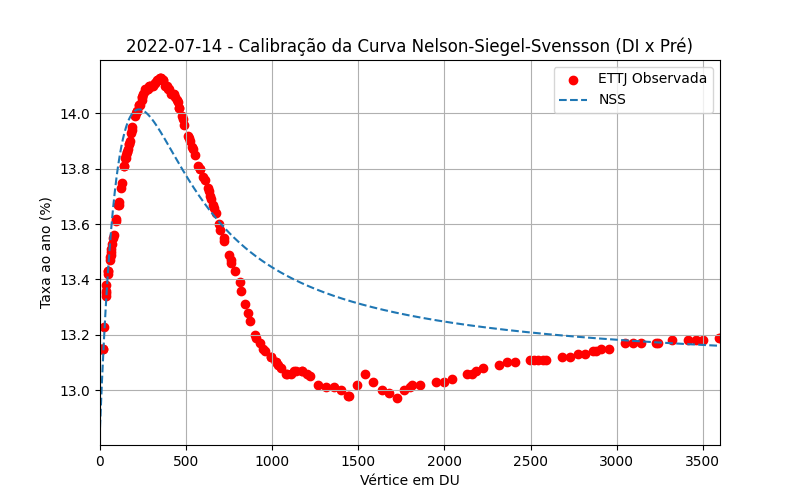 2022-07-14 - Calibração da Curva Nelson-Siegel-Svensson (DI x Pré)
ETTJ Observada
NSS
Taxa ao ano (%)
14.0
13.8
13.6
13.4
13.2
13.0
0 500 1000 1500 2000 2500 3000 3500
Vértice em DU